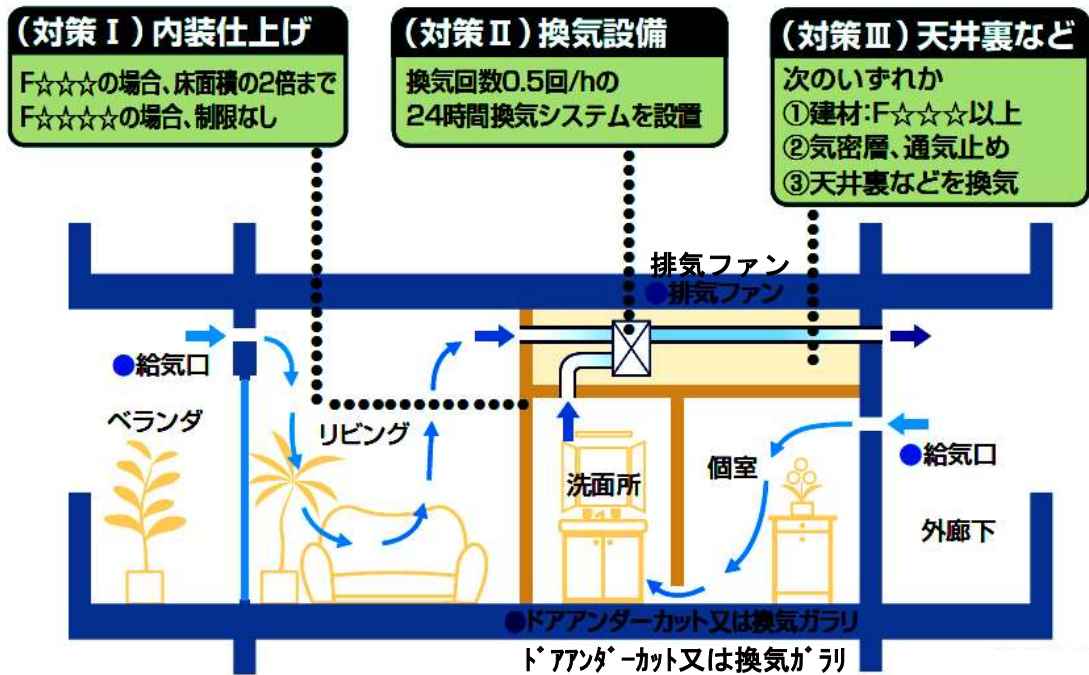 (対策Ⅰ)内装仕上げ
F☆☆☆の場合、床面積の2倍まで
F☆☆☆☆の場合、制限なし
(対策Ⅱ)換気設備
換気回数0.5回/hの
24時間換気システムを設置
(対策Ⅲ)天井裏など
次のいずれか
①建材:F☆☆☆以上
②気密層、通気止め
③天井裏などを換気
排気ファン
●排気ファン
●給気口
ベランダ
リビング
洗面所
個室
●給気口
外廊下
●ドアアンダーカット又は換気ガラリ
ドアアンダーカット又は換気ガラリ